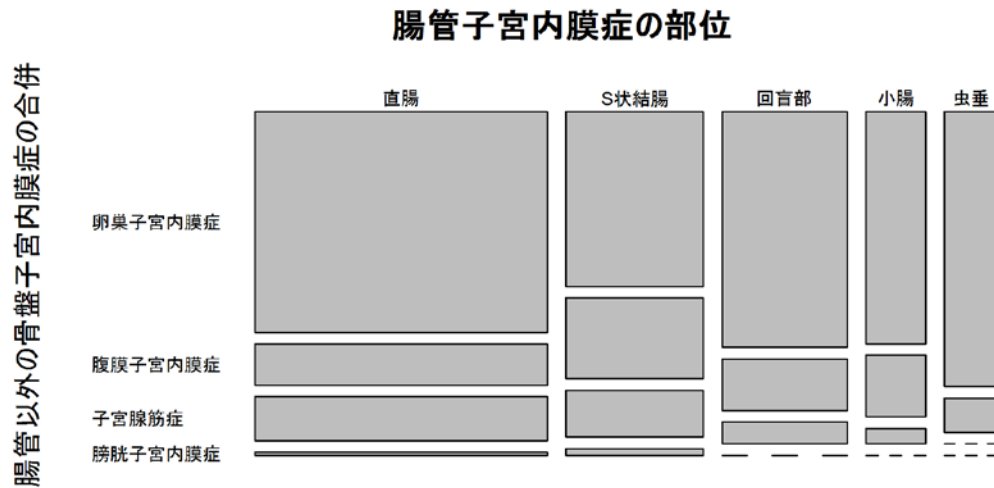 腸管子宮内膜症の部位
腸管以外の骨盤子宮内膜症の合併
直腸
S状結腸
回盲部
小腸
虫垂
卵巣子宮内膜症
腹膜子宮内膜症
子宮腺筋症
膀胱子宮内膜症